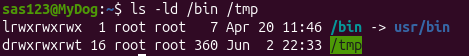 sas123@MyDog:~$ ls -ld /bin /tmp
lrwxrwxrwx  1 root root   7 Apr 20 11:46 /bin -> usr/bin
drwxrwxrwt 16 root root 360 Jun  2 22:33 /tmp